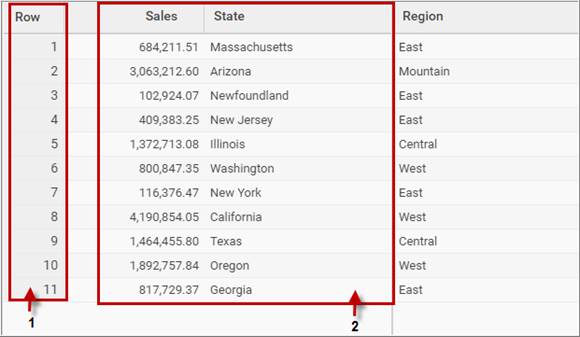 Row Sales State Region
1 684,211.51 Massachusetts East
2 3,063,212.60 Arizona Mountain
3 102,924.07 Newfoundland East
4 409,383.25 New Jersey East
5 1,372,713.08 Illinois Central
6 800,847.35 Washington West
7 116,376.47 New York East
8 4,190,854.05 California West
9 1,464,455.80 Texas Central
10 1,892,757.84 Oregon West
11 817,729.37 Georgia East
1 2